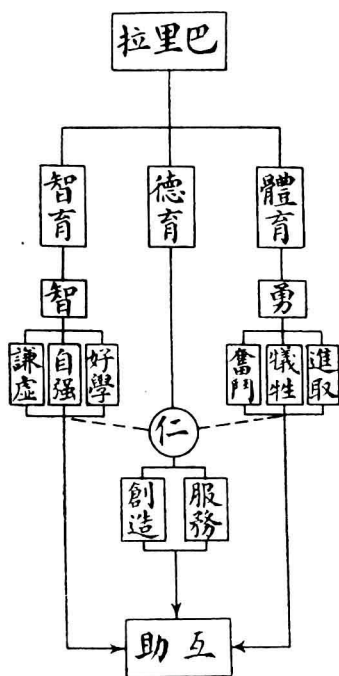 巴里拉
體育
德育
智育
勇
智
進取
犧牲
奮鬥
好學
自强
謙虛
仁
服務
創造
互助